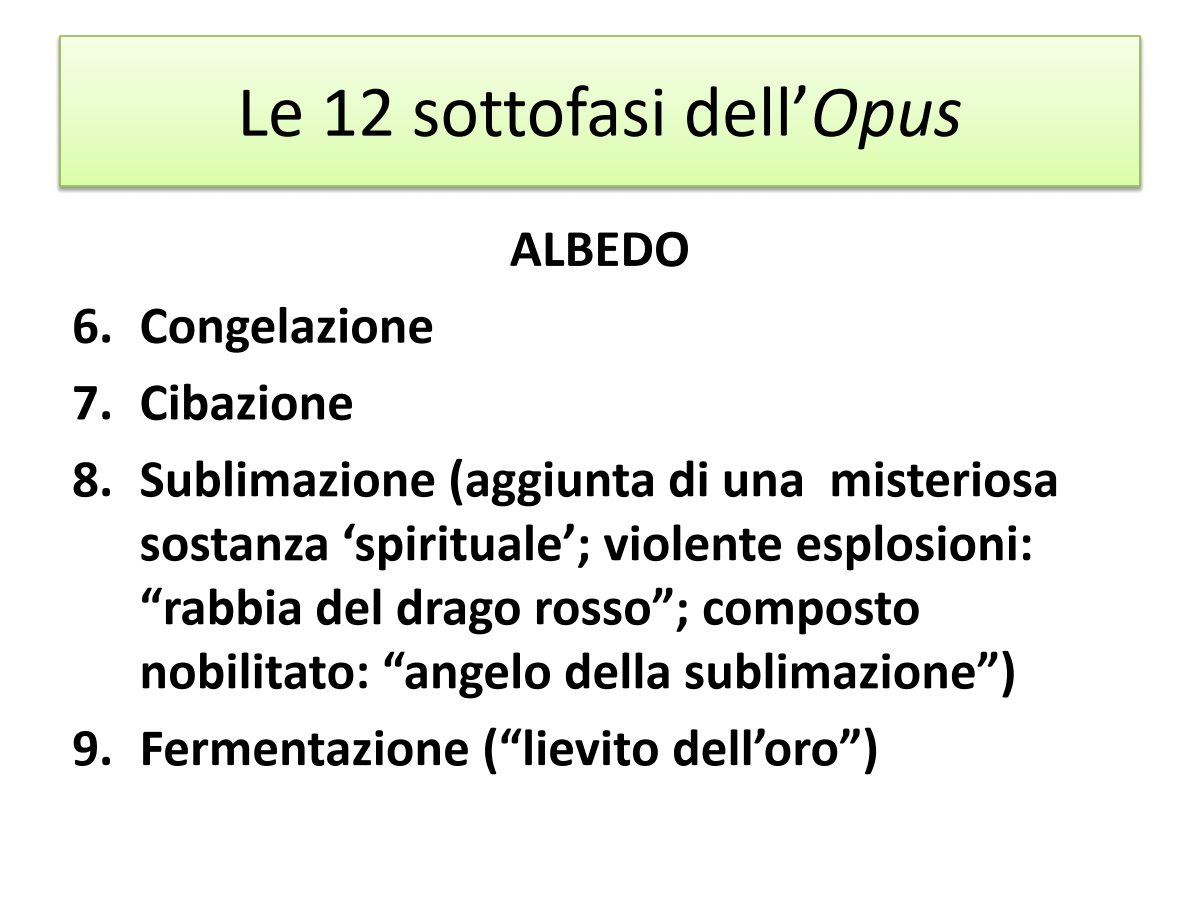 Le 12 sottofasi dell’Opus
ALBEDO
6. Congelazione
7. Cibazione
8. Sublimazione (aggiunta di una  misteriosa
sostanza ‘spirituale’; violente esplosioni:
“rabbia del drago rosso”; composto
nobilitato: “angelo della sublimazione”)
9. Fermentazione (“lievito dell’oro”)